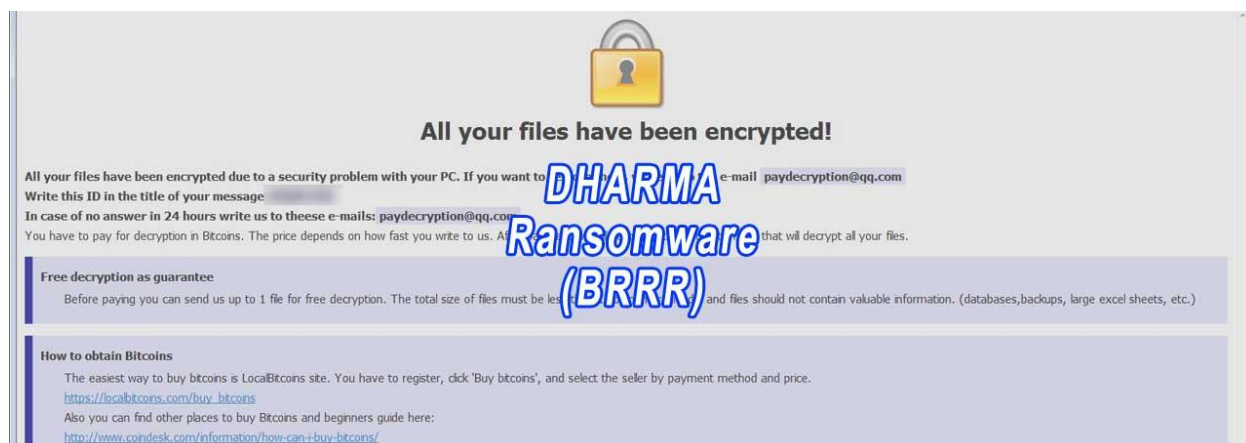 All your files have been encrypted!
All your files have been encrypted due to a security problem with your PC. If you want to e-mail paydecryption@qq.com
Write this ID in the title of your message
In case of no answer in 24 hours write us to theese e-mails: paydecryption@qq.com
You have to pay for decryption in Bitcoins. The price depends on how fast you write to us. that will decrypt all your files.
DHARMA
Ransomware
(BRRR)
Free decryption as guarantee
Before paying you can send us up to 1 file for free decryption. The total size of files must be and files should not contain valuable information. (databases,backups, large excel sheets, etc.)
How to obtain Bitcoins
The easiest way to buy bitcoins is LocalBitcoins site. You have to register, click 'Buy bitcoins', and select the seller by payment method and price.
https://localbitcoins.com/buy_bitcoins
Also you can find other places to buy Bitcoins and beginners guide here:
http://www.coindesk.com/information/how-can-i-buy-bitcoins/